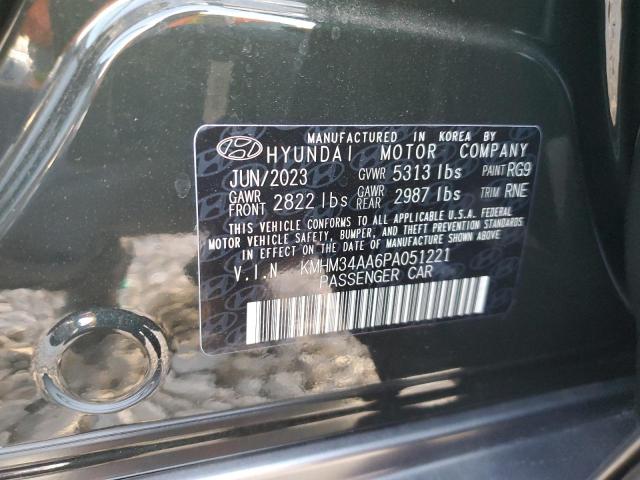 MANUFACTURED IN KOREA BY
HYUNDAI MOTOR COMPANY
JUN/2023 GVWR 5313 lbs PAINT RG9
GAWR FRONT 2822 lbs GAWR REAR 2987 lbs TRIM RNE
THIS VEHICLE CONFORMS TO ALL APPLICABLE U.S.A. FEDERAL
MOTOR VEHICLE SAFETY, BUMPER, AND THEFT PREVENTION STANDARDS
IN EFFECT ON THE DATE OF MANUFACTURE SHOWN ABOVE.
V.I.N KMHM34AA6PA051221
PASSENGER CAR